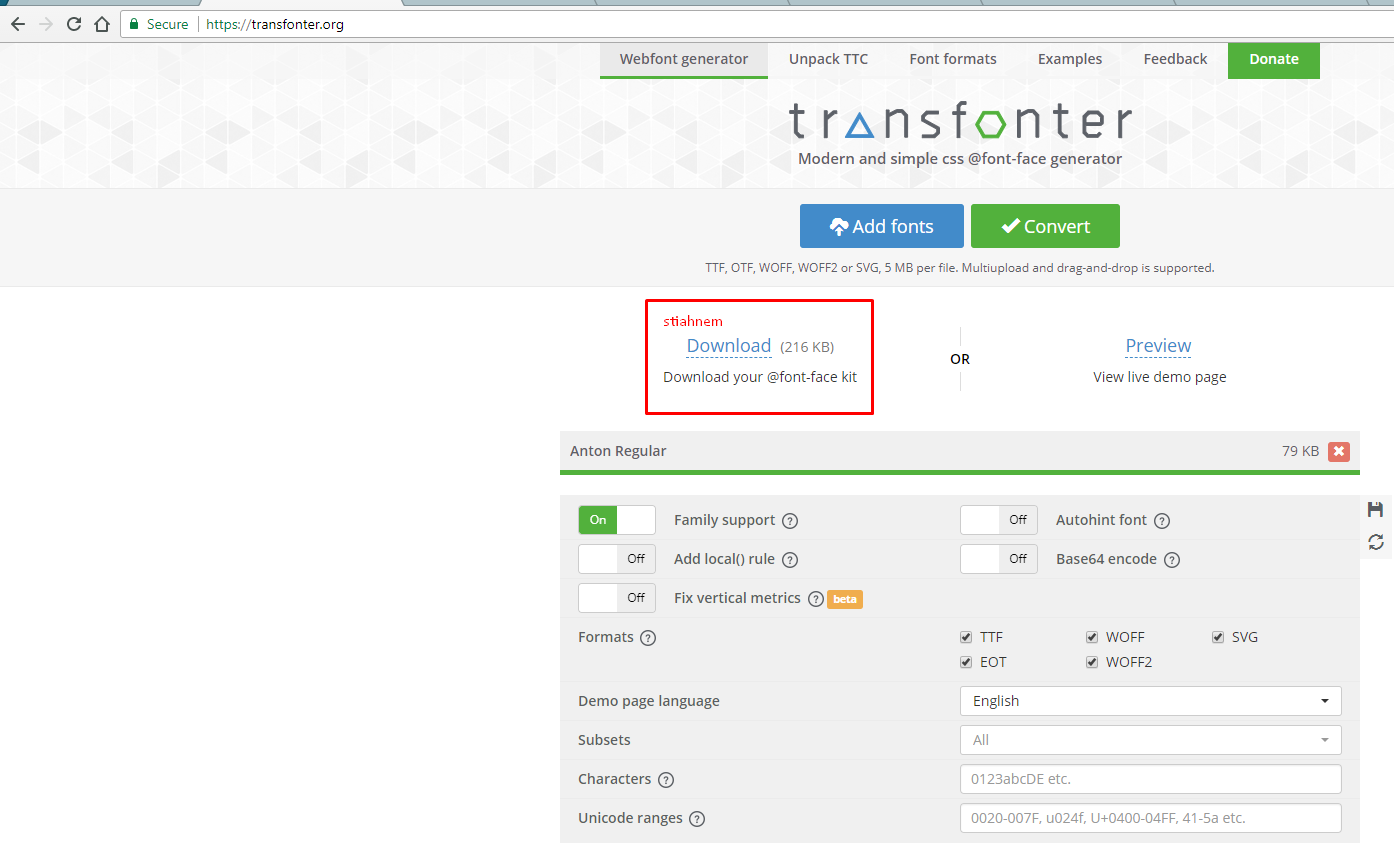 Secure https://transfonter.org
Webfont generator Unpack TTC Font formats Examples Feedback Donate
transfonter
Modern and simple css @font-face generator
Add fonts Convert
TTF, OTF, WOFF, WOFF2 or SVG, 5 MB per file. Multiupload and drag-and-drop is supported.
stiahnem
Download (216 KB)
Download your @font-face kit
OR
Preview
View live demo page
Anton Regular 79 KB
On Family support ? Off Autohint font ?
Off Add local() rule ? Off Base64 encode ?
Off Fix vertical metrics ? beta
Formats ? TTF WOFF SVG
EOT WOFF2
Demo page language English
Subsets All
Characters ? 0123abcDE etc.
Unicode ranges ? 0020-007F, u024f, U+0400-04FF, 41-5a etc.